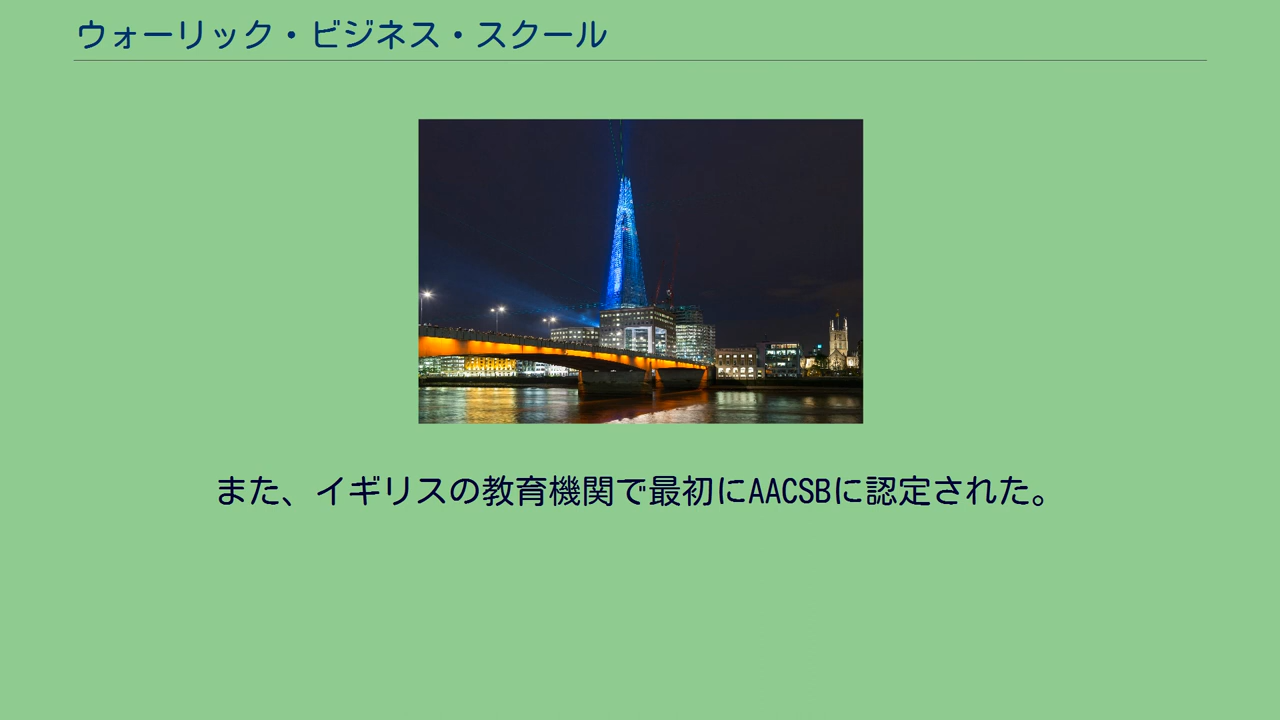 ウォーリック・ビジネス・スクール
また、イギリスの教育機関で最初にAACSBに認定された。